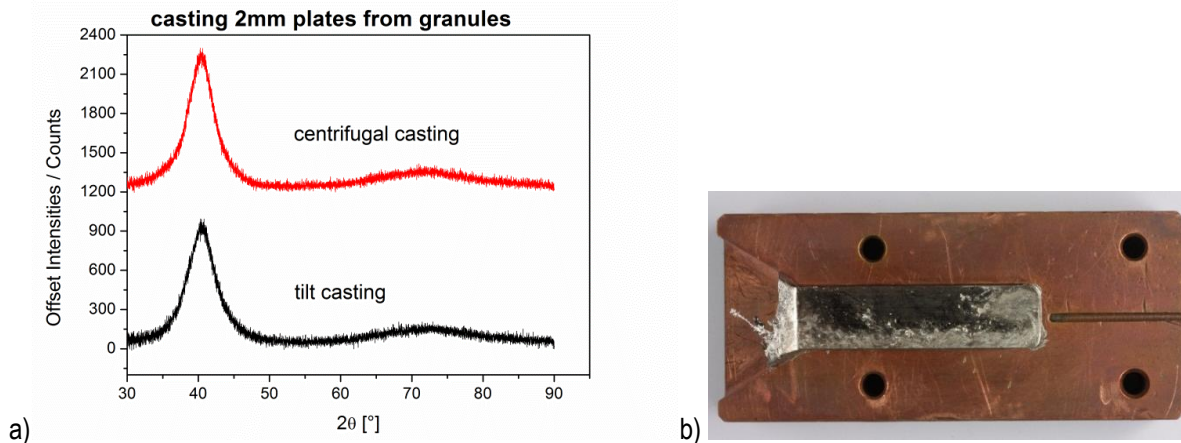 casting 2mm plates from granules
2400
2100
1800
1500
1200
900
600
300
0
Offset Intensities / Counts
centrifugal casting
tilt casting
30
40
50
60
70
80
90
2θ [°]
a)
b)